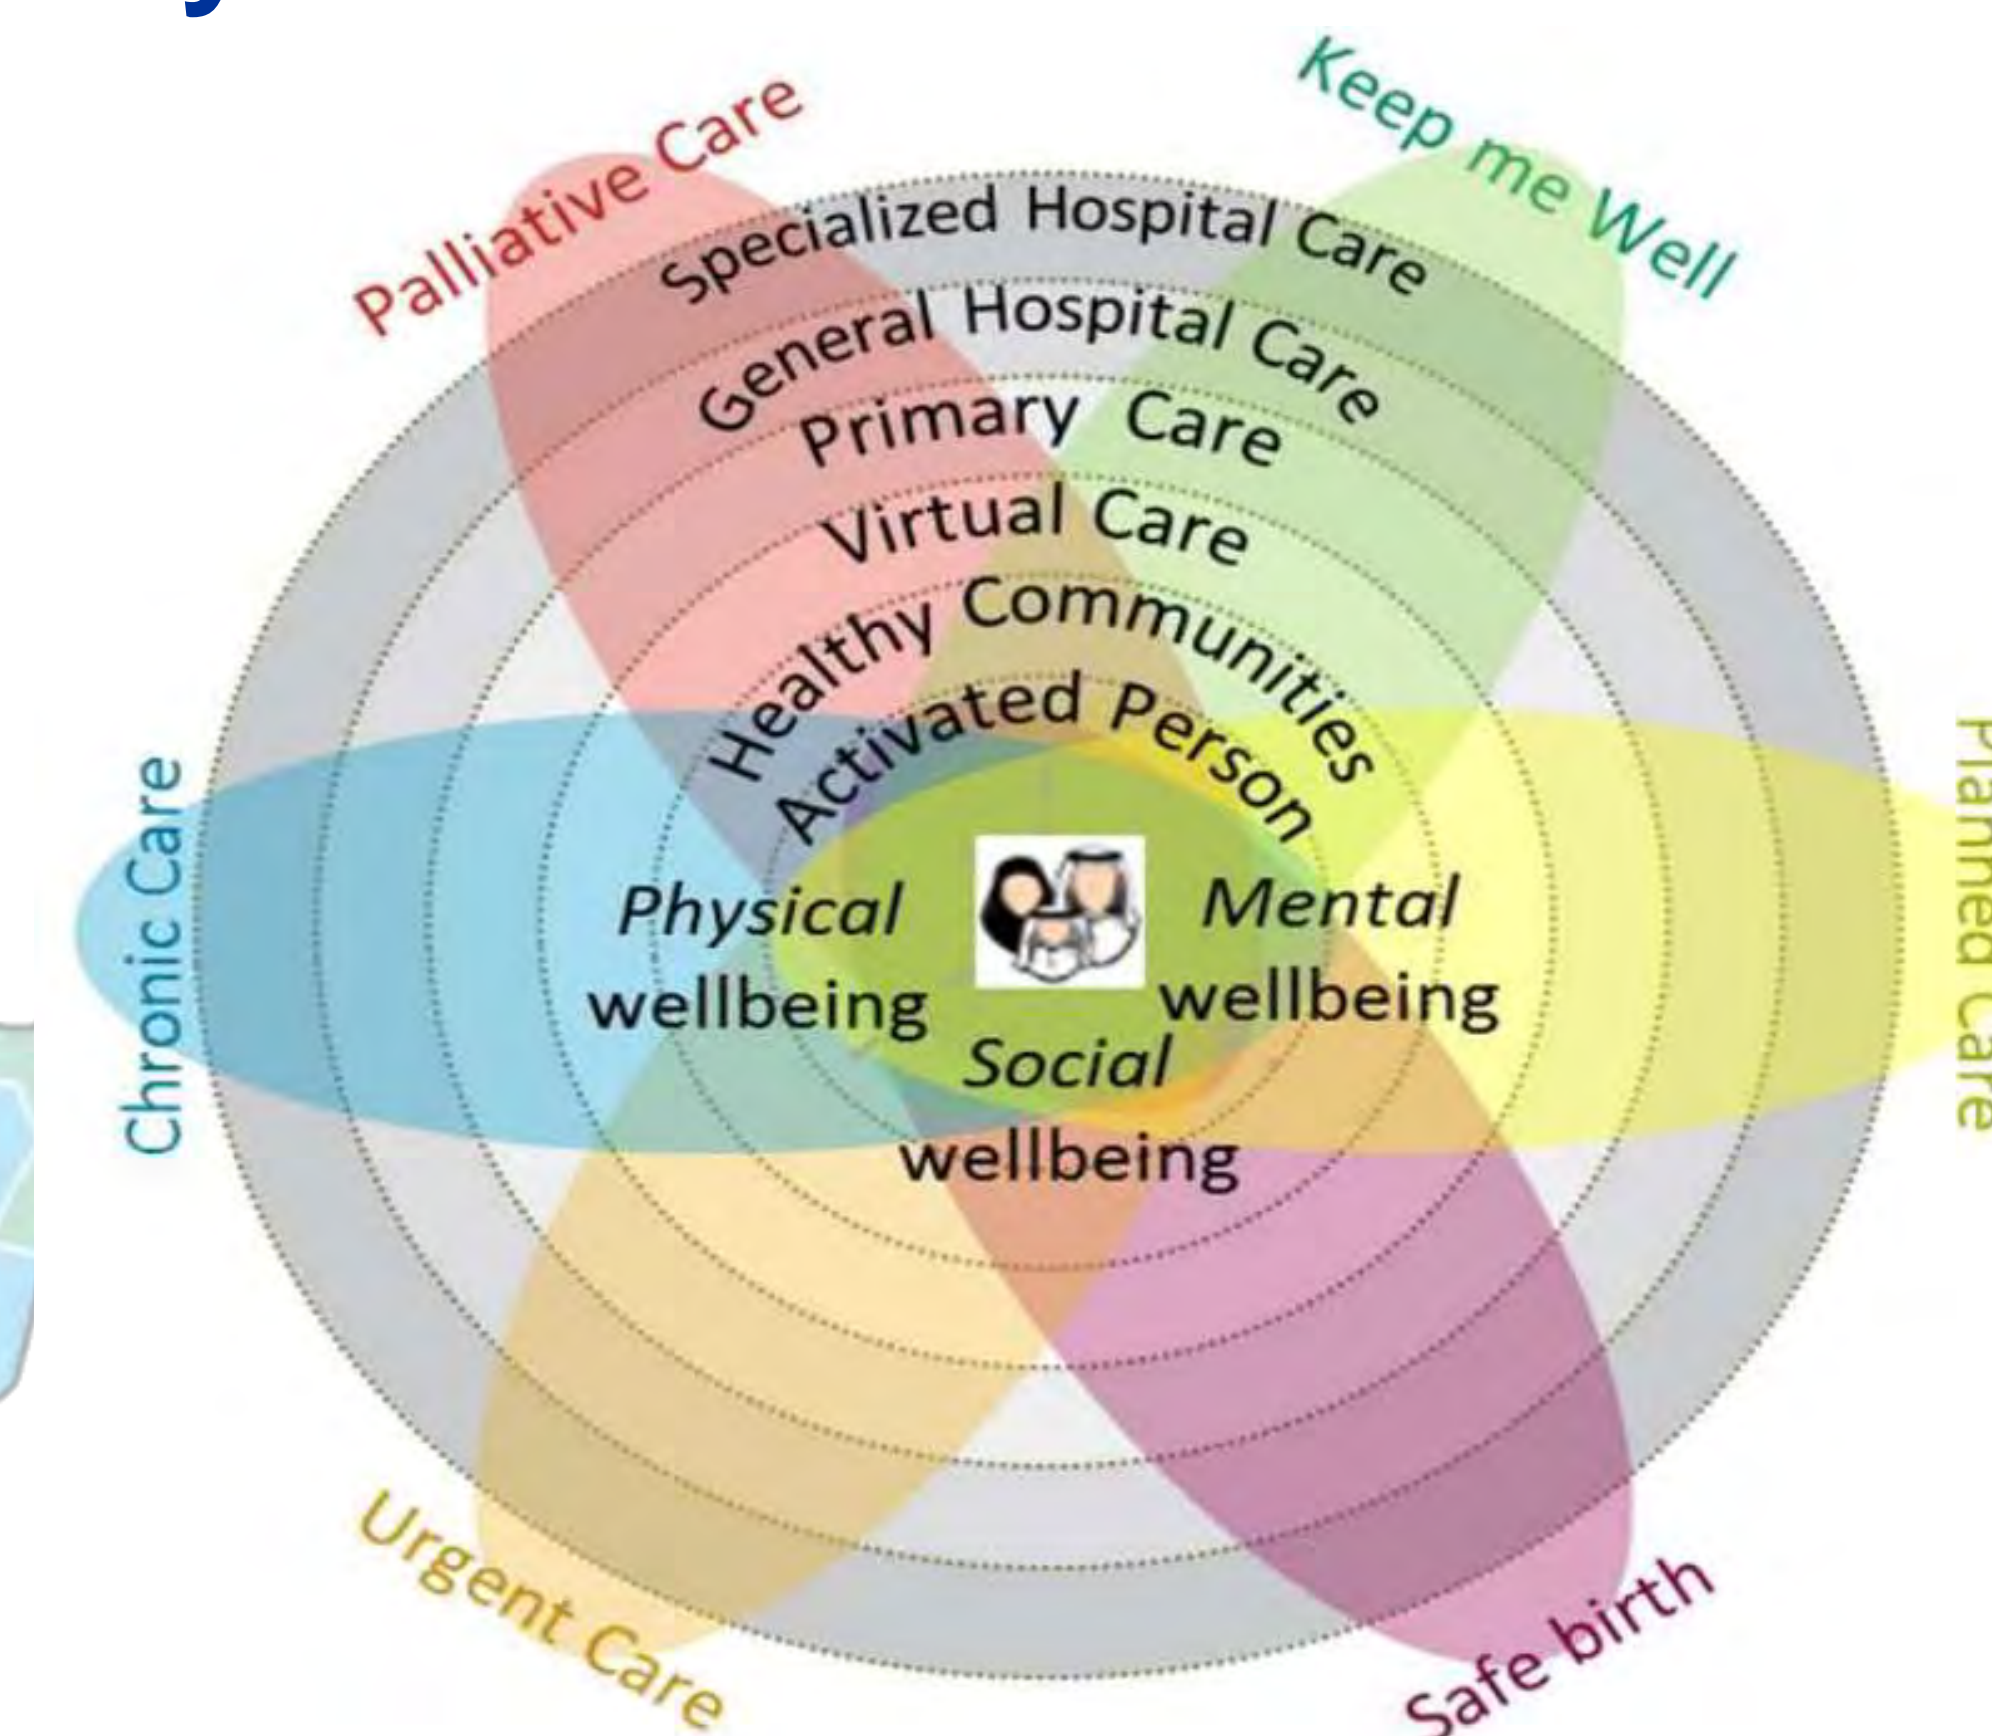 Palliative Care
Keep me Well
Specialized Hospital Care
General Hospital Care
Primary Care
Virtual Care
Healthy Communities
Activated Person
Chronic Care
Planned Care
Physical
wellbeing
Mental
wellbeing
Social
wellbeing
Urgent Care
Safe birth